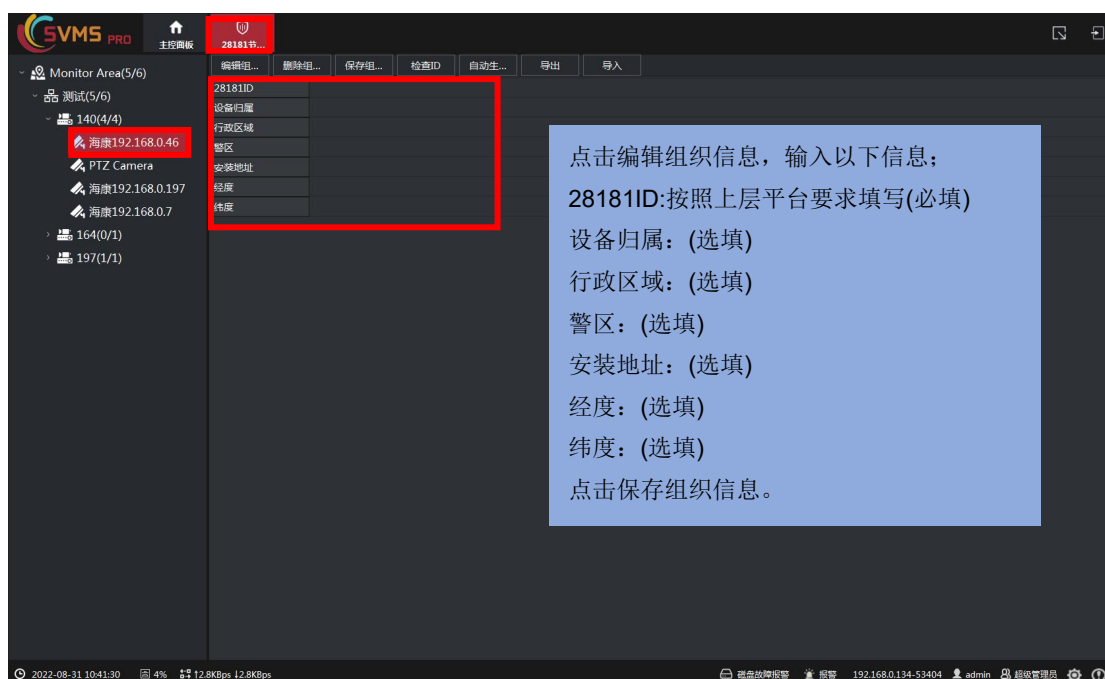 SVMS PRO
主控面板
28181节...
编辑组... 删除组... 保存组... 检查ID 自动生... 导出 导入
Monitor Area(5/6)
测试(5/6)
140(4/4)
海康192.168.0.46
PTZ Camera
海康192.168.0.197
海康192.168.0.7
164(0/1)
197(1/1)
28181ID
设备归属
行政区域
警区
安装地址
经度
纬度
点击编辑组织信息，输入以下信息；
28181ID:按照上层平台要求填写(必填)
设备归属：(选填)
行政区域：(选填)
警区：(选填)
安装地址：(选填)
经度：(选填)
纬度：(选填)
点击保存组织信息。
2022-08-31 10:41:30 4% ↑2.8KBps ↓2.8KBps 磁盘故障报警 报警 192.168.0.134-53404 admin 超级管理员